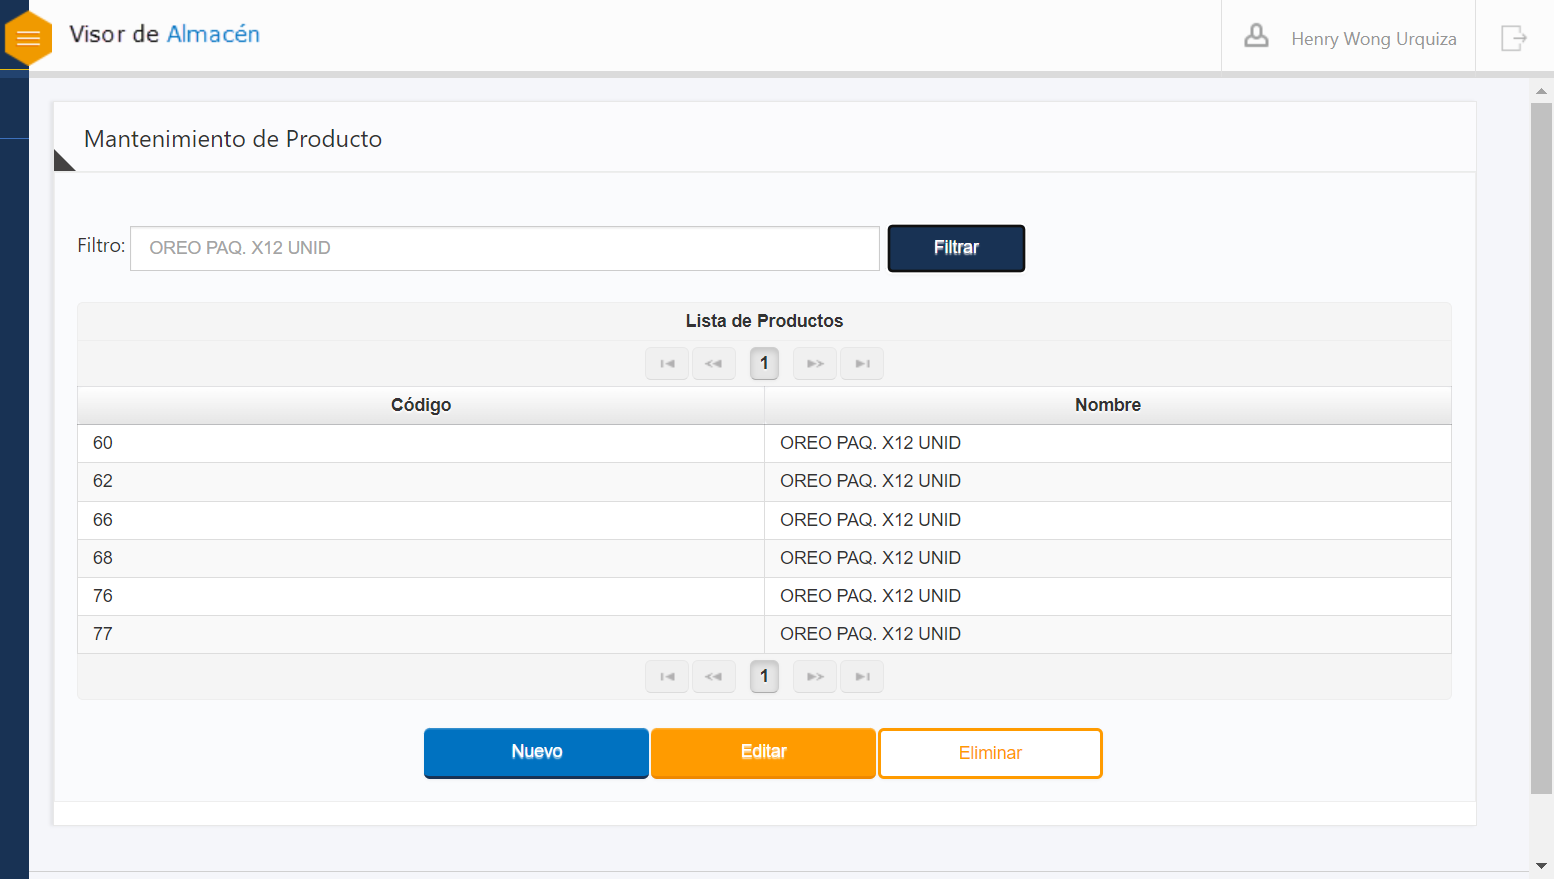 Visor de Almacén
Henry Wong Urquiza
Mantenimiento de Producto
Filtro: OREO PAQ. X12 UNID Filtrar
Lista de Productos
1
Código Nombre
60 OREO PAQ. X12 UNID
62 OREO PAQ. X12 UNID
66 OREO PAQ. X12 UNID
68 OREO PAQ. X12 UNID
76 OREO PAQ. X12 UNID
77 OREO PAQ. X12 UNID
1
Nuevo Editar Eliminar